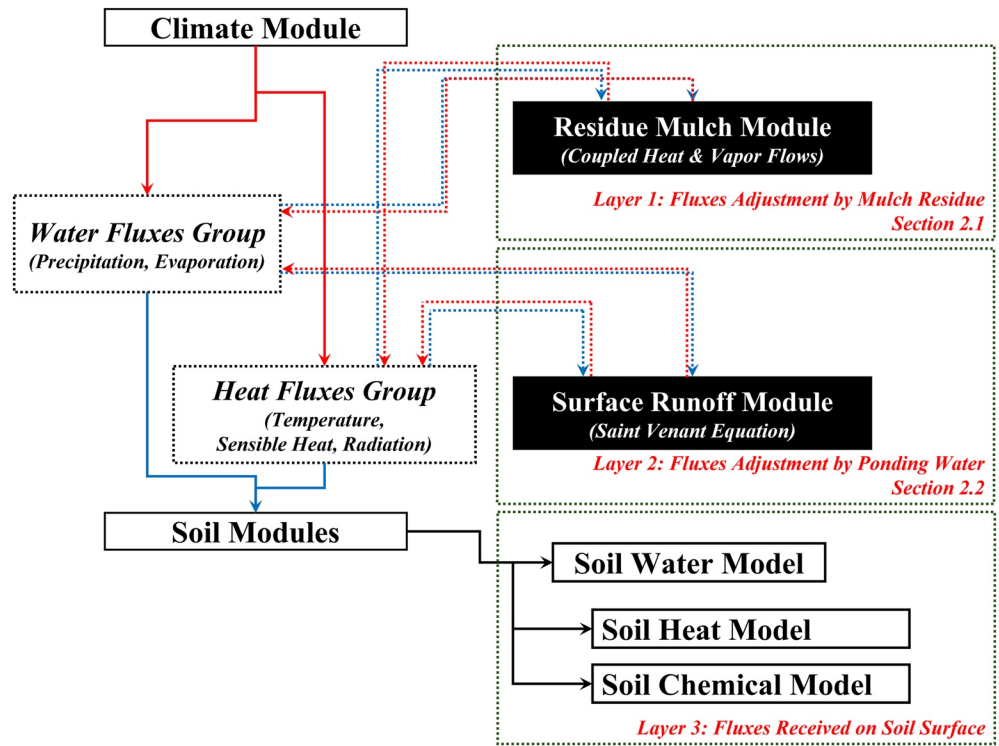 Climate Module
Residue Mulch Module
(Coupled Heat & Vapor Flows)
Layer 1: Fluxes Adjustment by Mulch Residue
Section 2.1
Water Fluxes Group
(Precipitation, Evaporation)
Heat Fluxes Group
(Temperature,
Sensible Heat, Radiation)
Surface Runoff Module
(Saint Venant Equation)
Layer 2: Fluxes Adjustment by Ponding Water
Section 2.2
Soil Modules
Soil Water Model
Soil Heat Model
Soil Chemical Model
Layer 3: Fluxes Received on Soil Surface